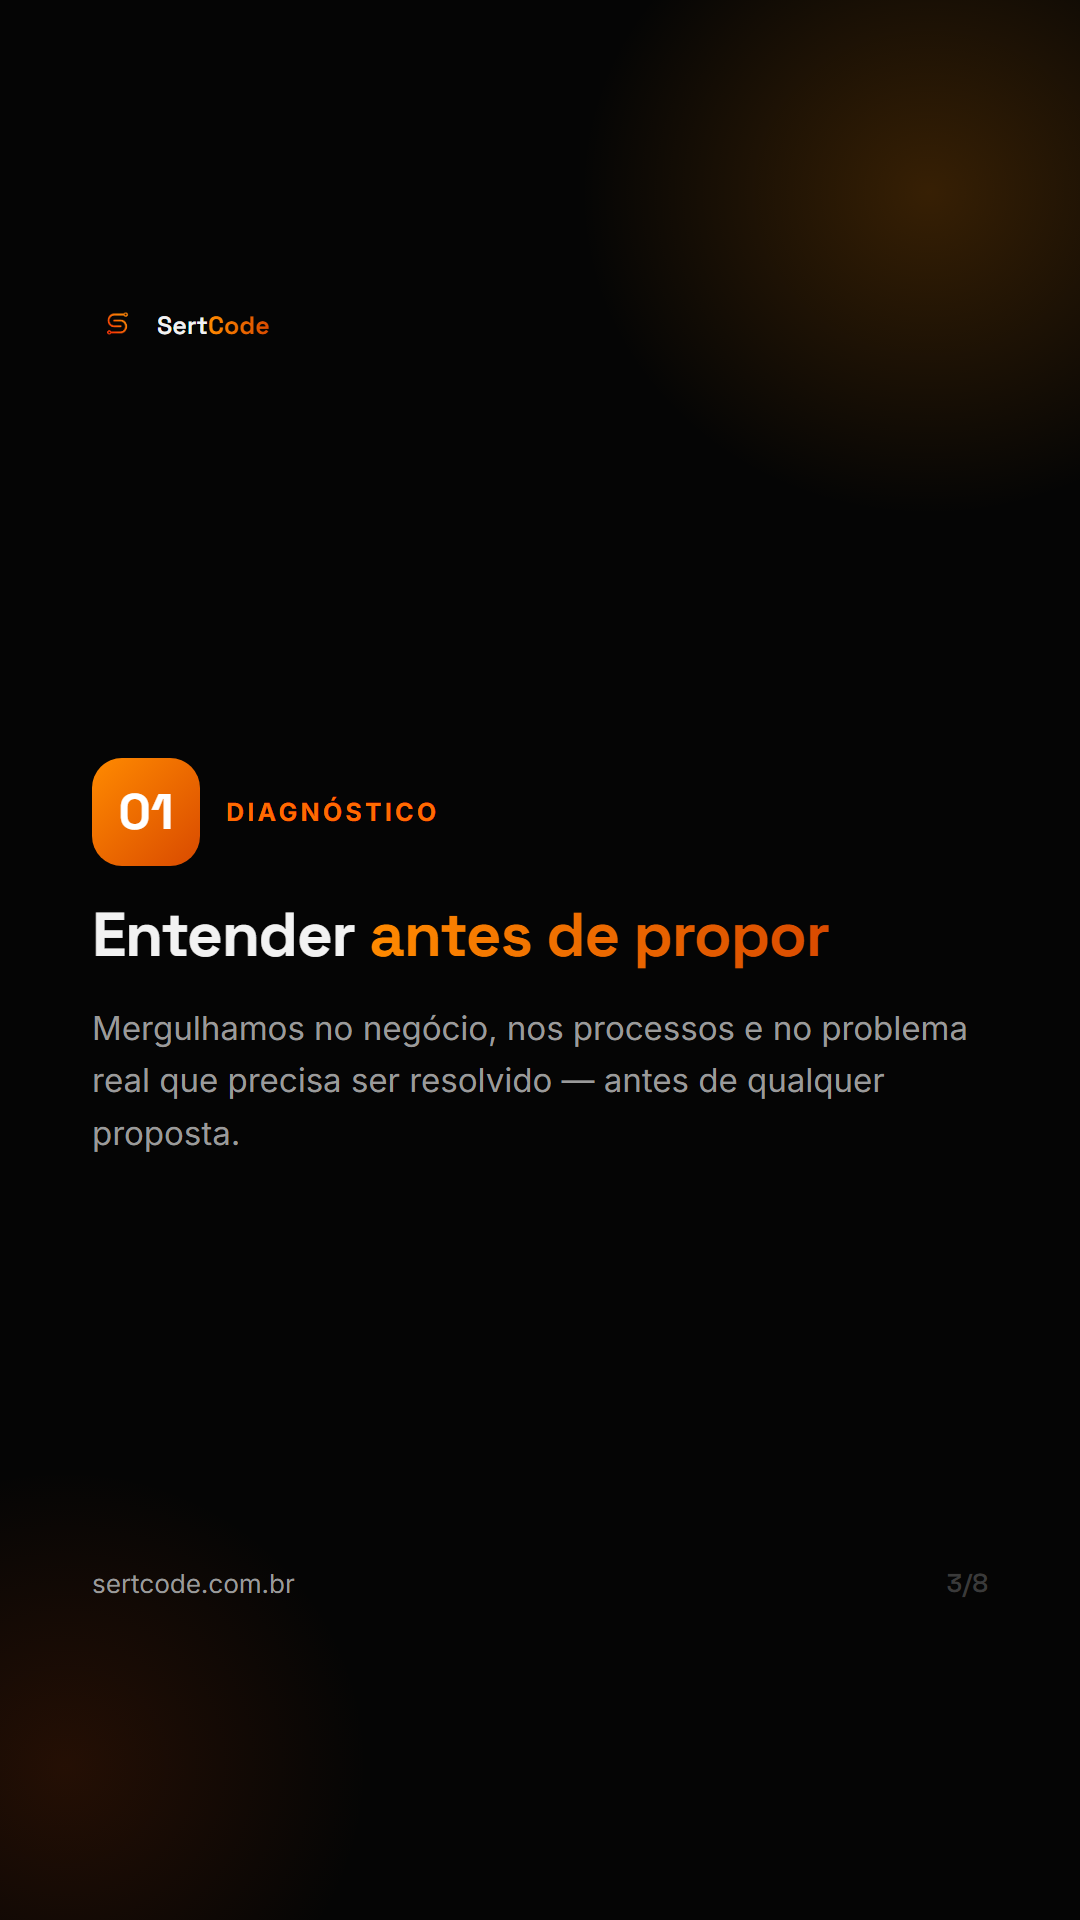 SertCode
01
DIAGNÓSTICO
Entender antes de propor
Mergulhamos no negócio, nos processos e no problema
real que precisa ser resolvido — antes de qualquer
proposta.
sertcode.com.br
3/8